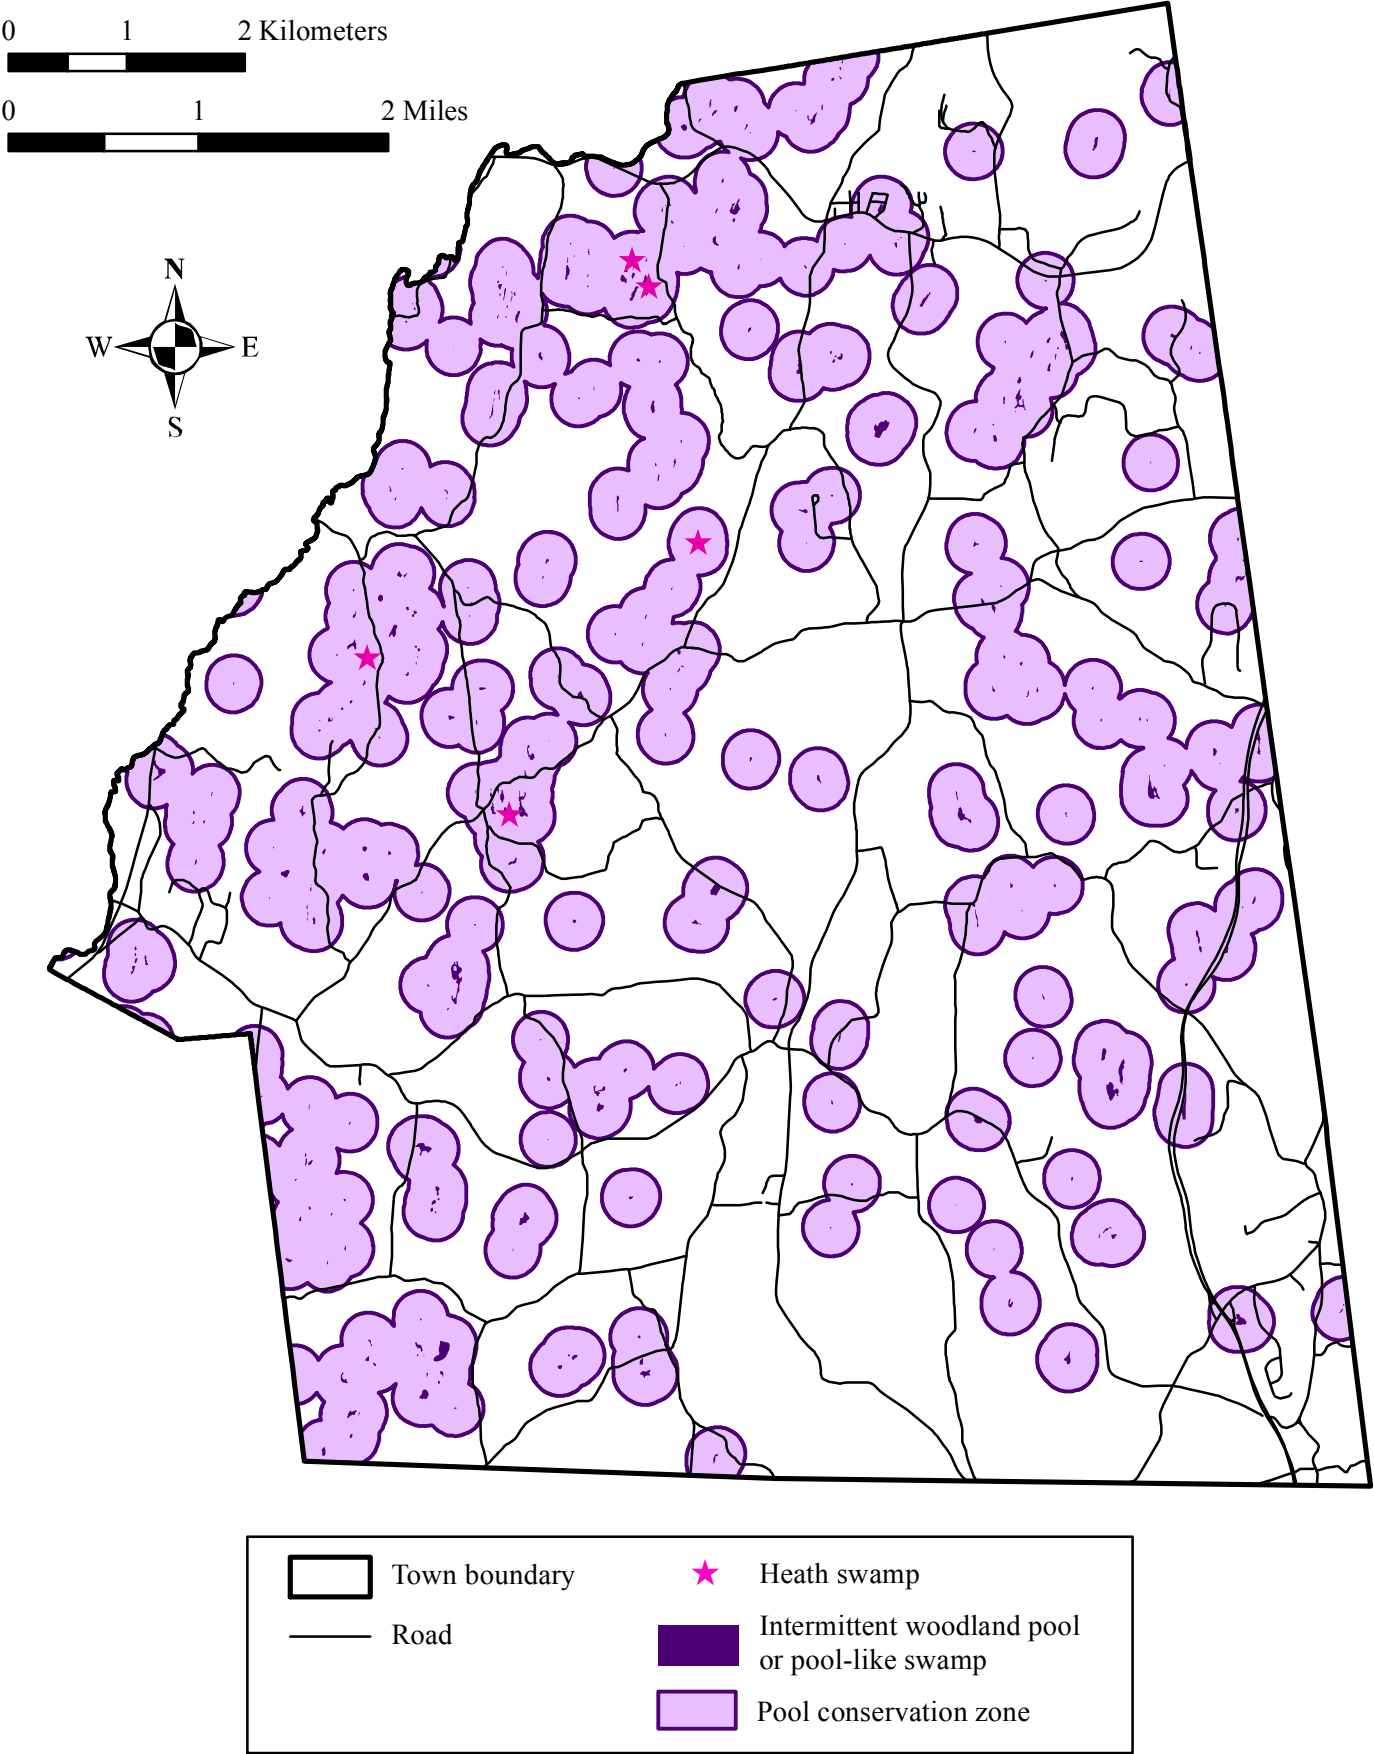 0 1 2 Kilometers
0 1 2 Miles
N
W E
S
Town boundary
Heath swamp
Road
Intermittent woodland pool
or pool-like swamp
Pool conservation zone